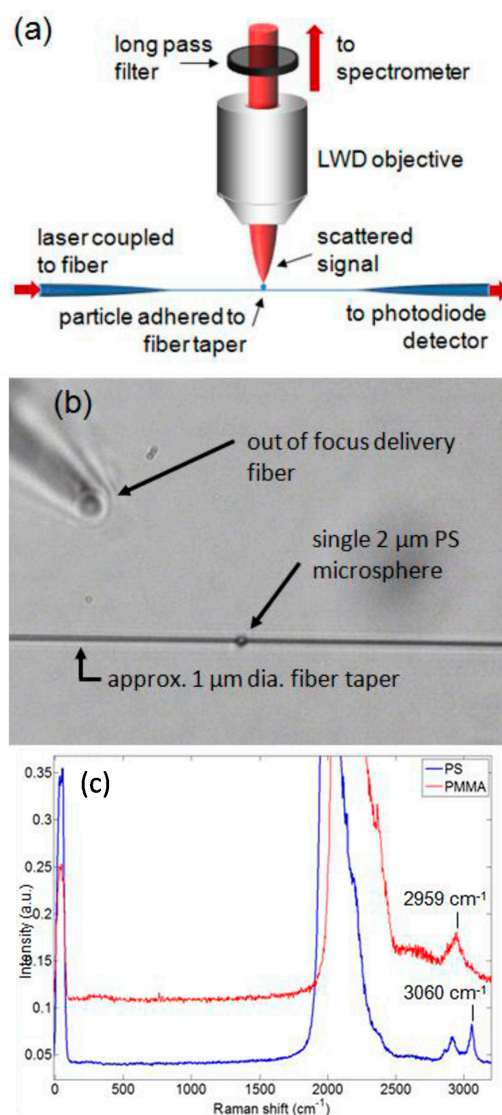 (a)
long pass
filter
to
spectrometer
LWD objective
laser coupled
to fiber
scattered
signal
particle adhered to
fiber taper
to photodiode
detector
(b)
out of focus delivery
fiber
single 2 μm PS
microsphere
approx. 1 μm dia. fiber taper
(c)
PS
PMMA
0.35
0.3
0.25
0.2
0.15
0.1
0.05
Intensity (a.u.)
2959 cm-1
3060 cm-1
0 500 1000 1500 2000 2500 3000
Raman shift (cm-1)